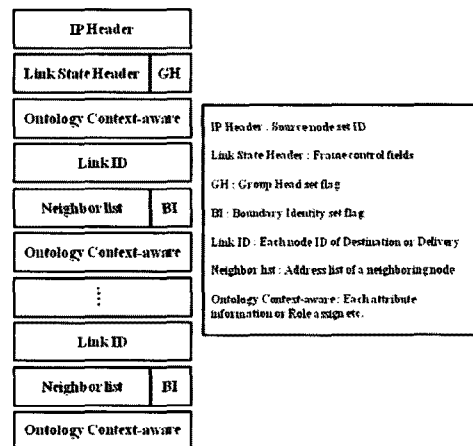 IP Header
Link State Header GH
Ontology Context-aware
Link ID
Neighbor list BI
Ontology Context-aware
⋮
Link ID
Neighbor list BI
Ontology Context-aware
IP Header : Source node set ID
Link State Header : Frame control fields
GH : Group Head set flag
BI : Boundary Identity set flag
Link ID : Each node ID of Destination or Delivery
Neighbor list : Address list of a neighboring node
Ontology Context-aware : Each attribute
information or Role assign etc.